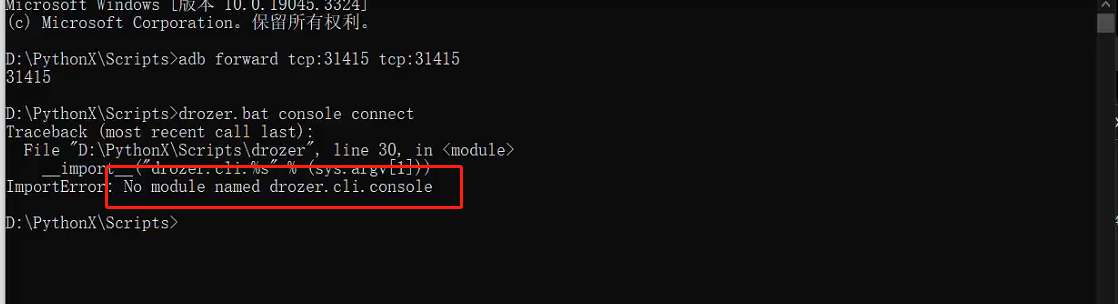 Microsoft Windows [版本 10.0.19045.3324]
(c) Microsoft Corporation。保留所有权利。
D:\PythonX\Scripts>adb forward tcp:31415 tcp:31415
31415
D:\PythonX\Scripts>drozer.bat console connect
Traceback (most recent call last):
File "D:\PythonX\Scripts\drozer", line 30, in <module>
__import__("drozer.cli.%s" % (sys.argv[1]))
ImportError: No module named drozer.cli.console
D:\PythonX\Scripts>